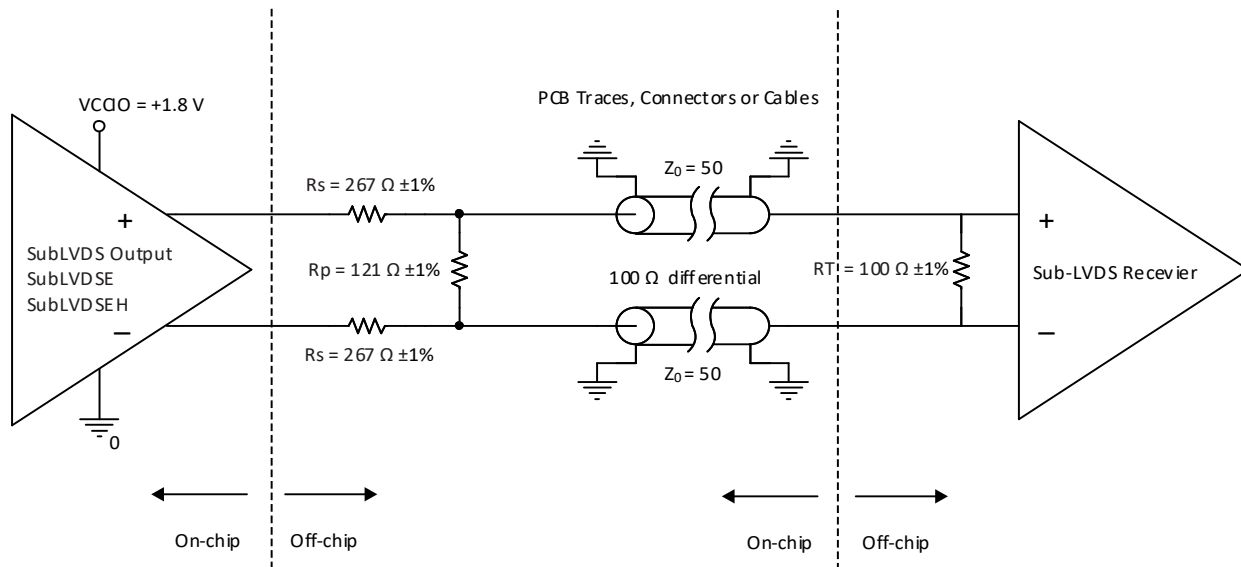 VCCIO = +1.8 V
PCB Traces, Connectors or Cables
Z0 = 50
Rs = 267 Ω ±1%
+
+
SubLVDS Output
SubLVDSE
SubLVDSEH
Rp = 121 Ω ±1%
100 Ω differential
RT = 100 Ω ±1%
Sub-LVDS Recevier
−
−
Rs = 267 Ω ±1%
Z0 = 50
0
On-chip
Off-chip
On-chip
Off-chip